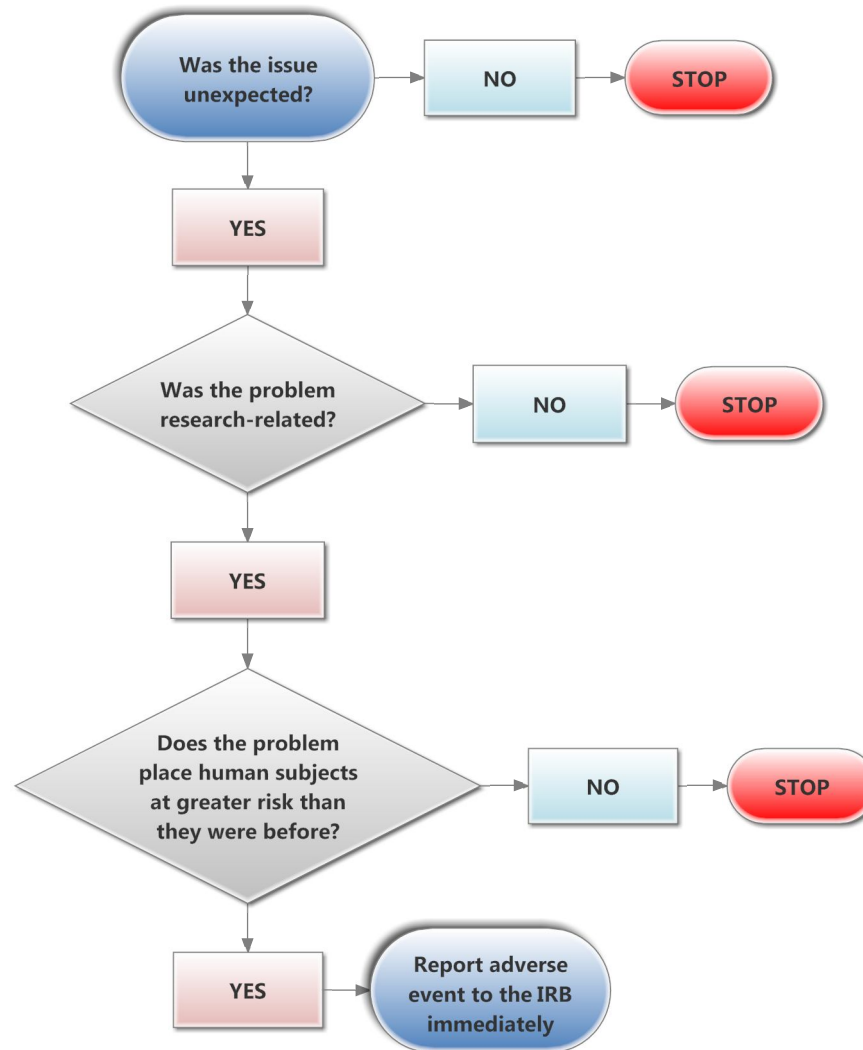 Was the issue
unexpected?
NO
STOP
YES
Was the problem
research-related?
NO
STOP
YES
Does the problem
place human subjects
at greater risk than
they were before?
NO
STOP
YES
Report adverse
event to the IRB
immediately